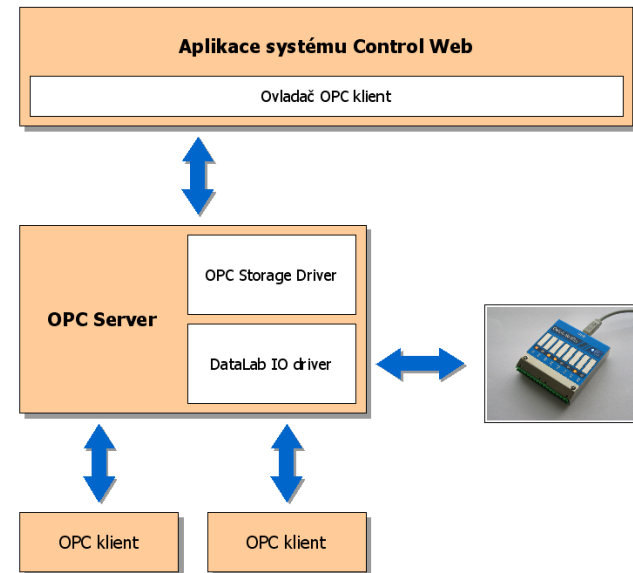 Aplikace systému Control Web
Ovladač OPC klient
OPC Storage Driver
OPC Server
DataLab IO driver
OPC klient
OPC klient